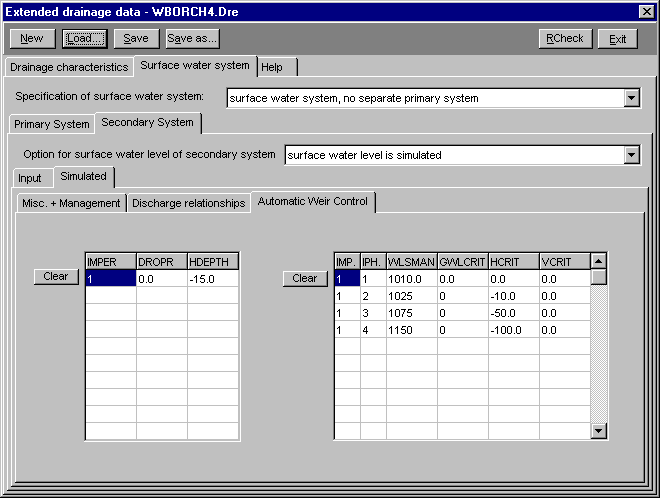 Extended drainage data - WBORCH4.Dre
New Load... Save Save as... RCheck Exit
Drainage characteristics Surface water system Help
Specification of surface water system: surface water system, no separate primary system
Primary System Secondary System
Option for surface water level of secondary system surface water level is simulated
Input Simulated
Misc. + Management Discharge relationships Automatic Weir Control
Clear
IMPER DROPR HDEPTH
1 0.0 -15.0
Clear
IMP. IPH. WLSMAN GWLCRIT HCRIT VCRIT
1 1 1010.0 0.0 0.0 0.0
1 2 1025 0 -10.0 0.0
1 3 1075 0 -50.0 0.0
1 4 1150 0 -100.0 0.0